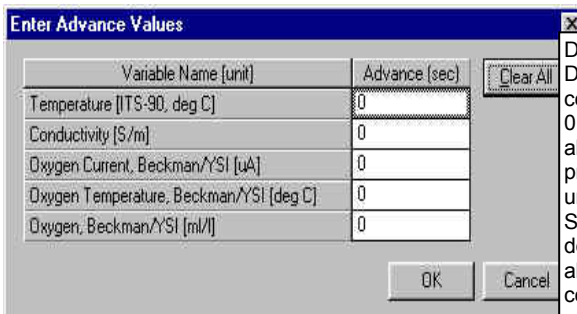 Enter Advance Values
Variable Name [unit] Advance (sec)
Clear All
Temperature [ITS-90, deg C] 0
Conductivity [S/m] 0
Oxygen Current, Beckman/YSI [uA] 0
Oxygen Temperature, Beckman/YSI [deg C] 0
Oxygen, Beckman/YSI [ml/l] 0
OK Cancel